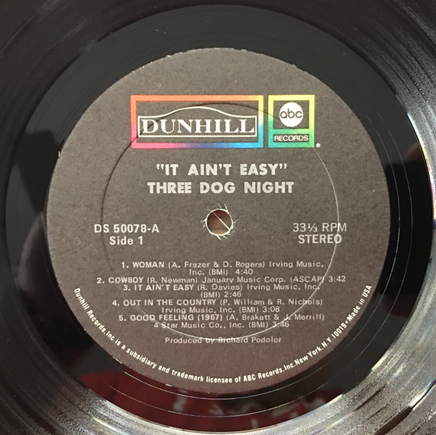 DUNHILL
abc
RECORDS
"IT AIN'T EASY"
THREE DOG NIGHT
DS 50078-A
Side 1
33⅓ RPM
STEREO
1. WOMAN (A. Frazer & D. Rogers) Irving Music,
Inc. (BMI) 4:40
2. COWBOY (R. Newman) January Music Corp. (ASCAP) 3:42
3. IT AIN'T EASY (R. Davies) Irving Music, Inc.
(BMI) 2:46
4. OUT IN THE COUNTRY (P. William & R. Nichols)
Irving Music, Inc. (BMI) 3:08
5. GOOD FEELING (1957) (A. Brakett & J. Merrill)
4 Star Music Co., Inc. (BMI) 3:46
Produced by Richard Podolor
Dunhill Records, Inc. is a subsidiary and trademark licensee of ABC Records, Inc. New York, N.Y. 10019 • Made in USA